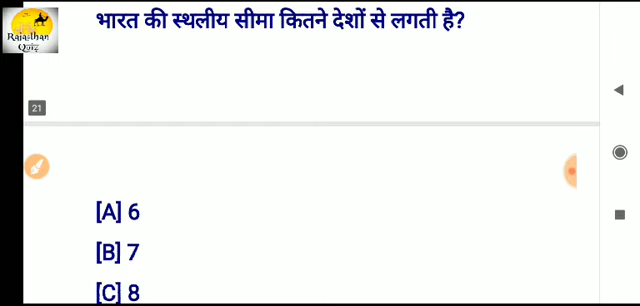 भारत की स्थलीय सीमा कितने देशों से लगती है?
Rajasthan
Quiz
21
[A] 6
[B] 7
[C] 8